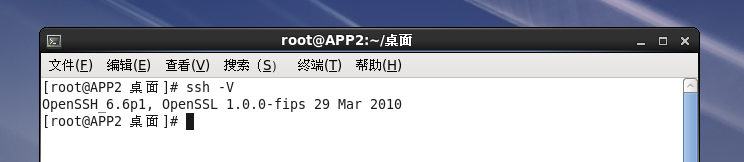 root@APP2:~/桌面
文件(F) 编辑(E) 查看(V) 搜索 (S) 终端(T) 帮助(H)
[root@APP2 桌面]# ssh -V
OpenSSH_6.6p1, OpenSSL 1.0.0-fips 29 Mar 2010
[root@APP2 桌面]#